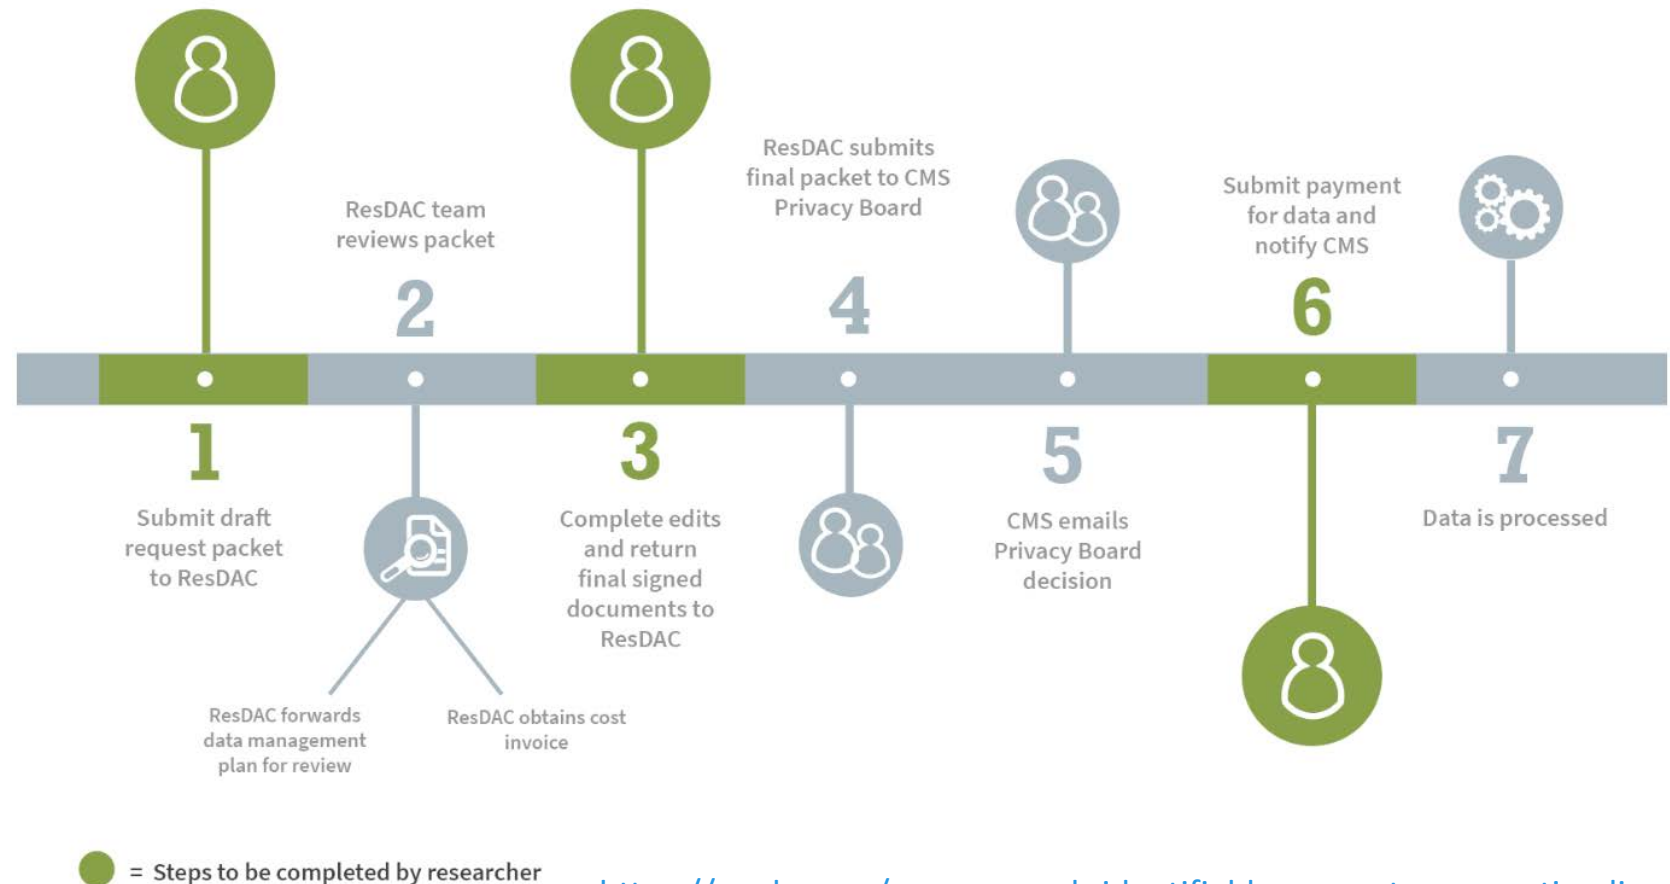 1
Submit draft
request packet
to ResDAC
ResDAC team
reviews packet
2
ResDAC forwards
data management
plan for review
ResDAC obtains cost
invoice
3
Complete edits
and return
final signed
documents to
ResDAC
ResDAC submits
final packet to CMS
Privacy Board
4
5
CMS emails
Privacy Board
decision
Submit payment
for data and
notify CMS
6
7
Data is processed
= Steps to be completed by researcher